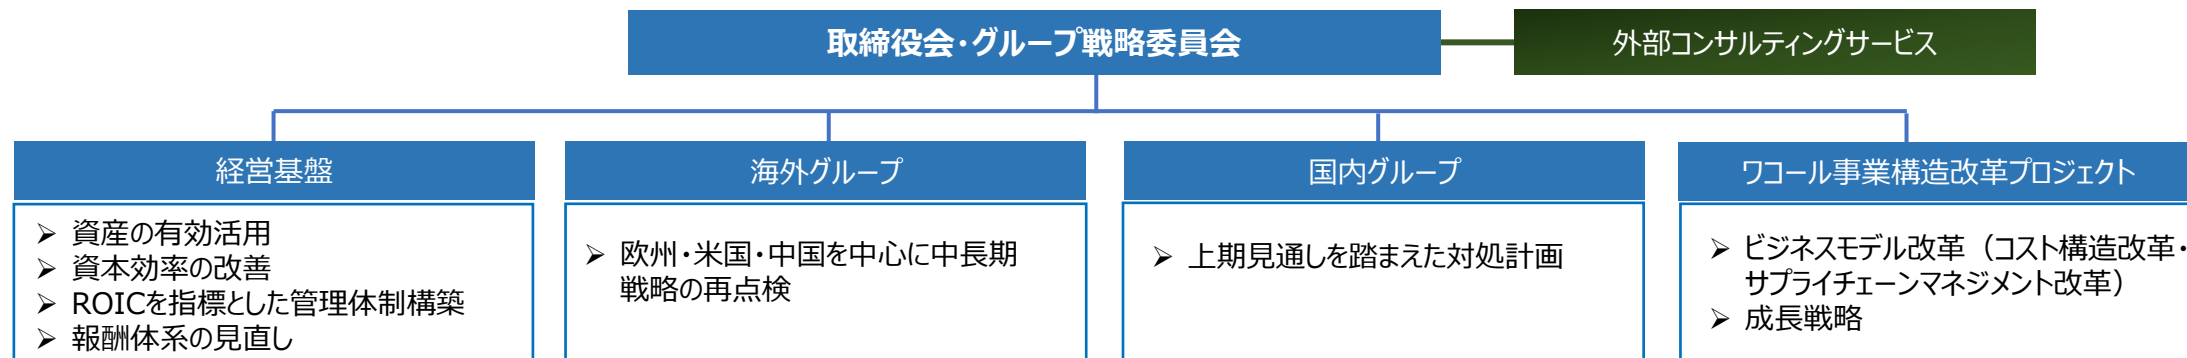 取締役会・グループ戦略委員会
外部コンサルティングサービス
経営基盤
➢ 資産の有効活用
➢ 資本効率の改善
➢ ROICを指標とした管理体制構築
➢ 報酬体系の見直し
海外グループ
➢ 欧州・米国・中国を中心に中長期
戦略の再点検
国内グループ
➢ 上期見通しを踏まえた対処計画
ワコール事業構造改革プロジェクト
➢ ビジネスモデル改革（コスト構造改革・
サプライチェーンマネジメント改革）
➢ 成長戦略